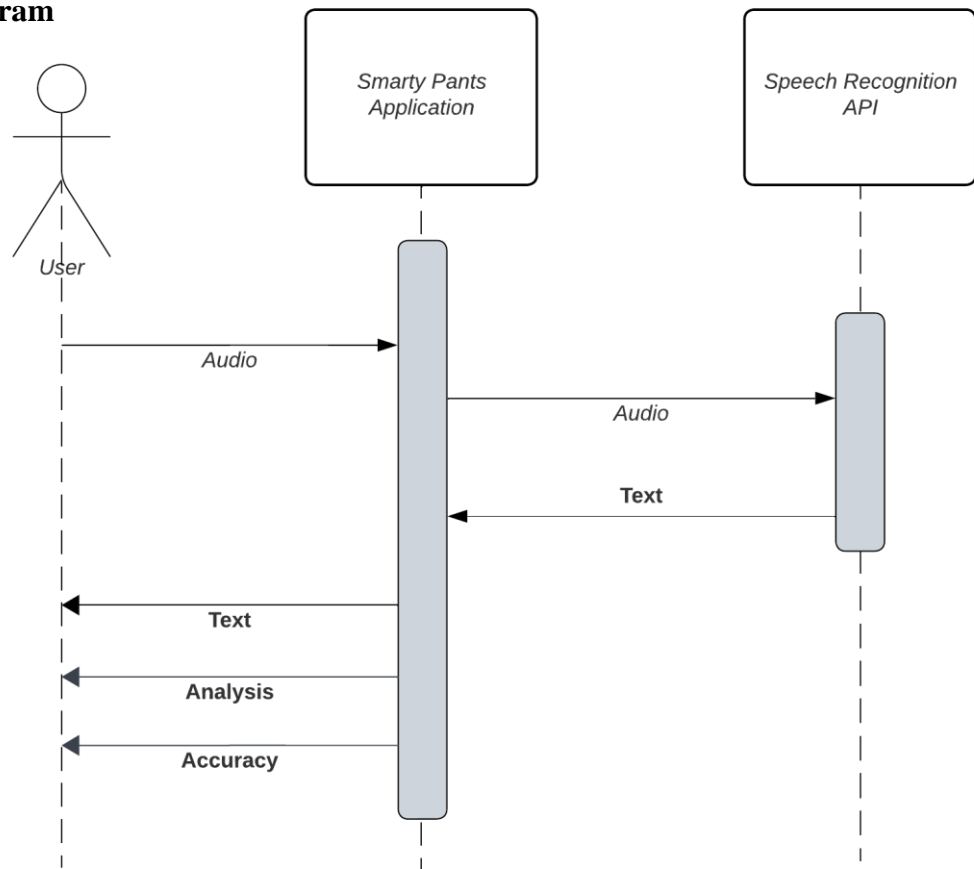 ram
Smarty Pants
Application
Speech Recognition
API
User
Audio
Audio
Text
Text
Analysis
Accuracy